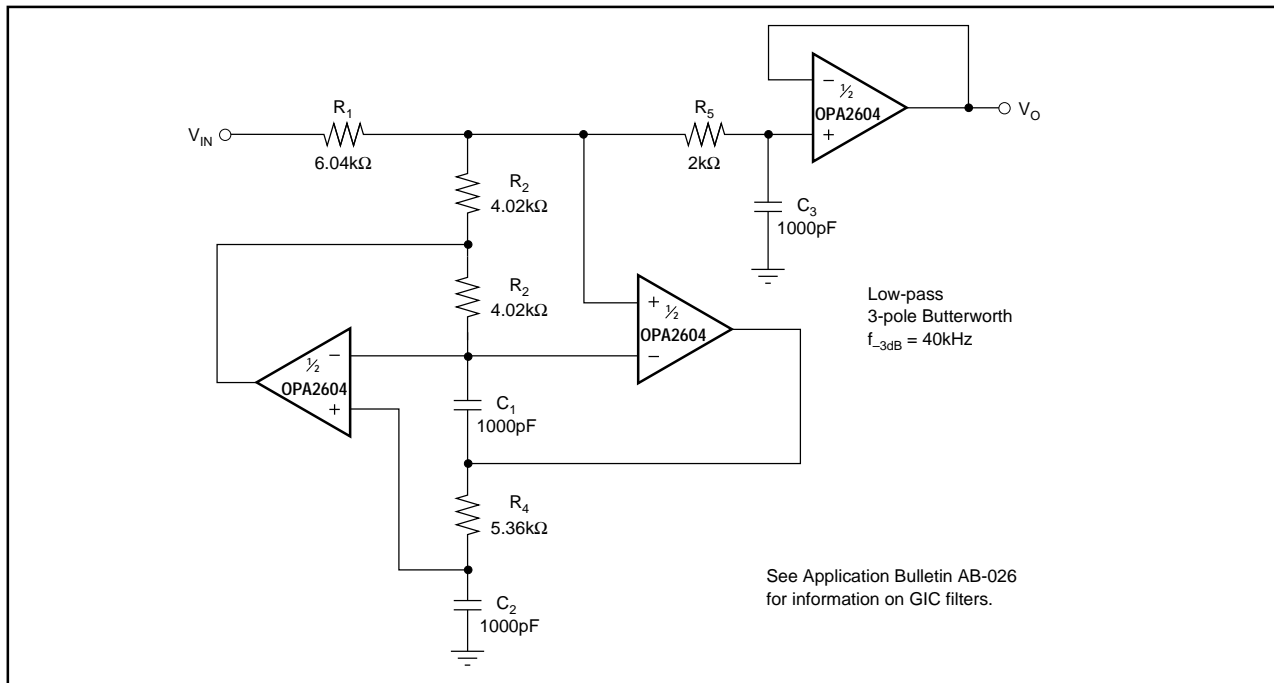 R1
VIN
6.04kΩ
R5
2kΩ
−
½
OPA2604
+
VO
R2
4.02kΩ
C3
1000pF
R2
4.02kΩ
+
½
OPA2604
−
Low-pass
3-pole Butterworth
f–3dB = 40kHz
−
½
OPA2604
+
C1
1000pF
R4
5.36kΩ
C2
1000pF
See Application Bulletin AB-026
for information on GIC filters.